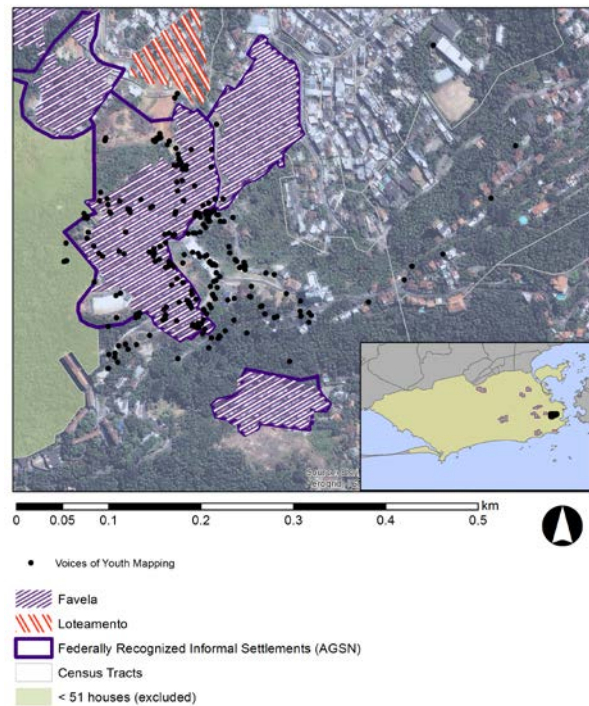 km
0 0.05 0.1 0.2 0.3 0.4 0.5
Voices of Youth Mapping
Favela
Loteamento
Federally Recognized Informal Settlements (AGSN)
Census Tracts
< 51 houses (excluded)